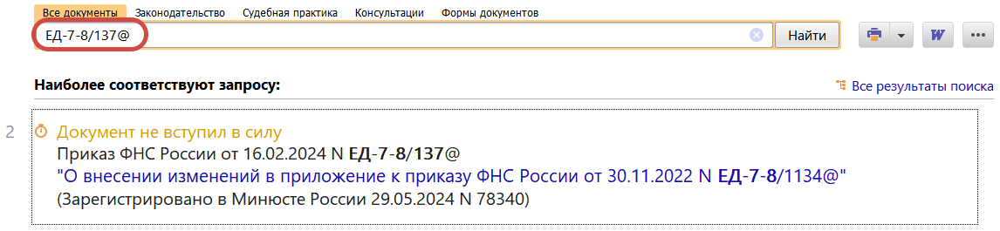 Все документы Законодательство Судебная практика Консультации Формы документов
ЕД-7-8/137@ Найти W
Наиболее соответствуют запросу: Все результаты поиска
2 Документ не вступил в силу
Приказ ФНС России от 16.02.2024 N ЕД-7-8/137@
"О внесении изменений в приложение к приказу ФНС России от 30.11.2022 N ЕД-7-8/1134@"
(Зарегистрировано в Минюсте России 29.05.2024 N 78340)